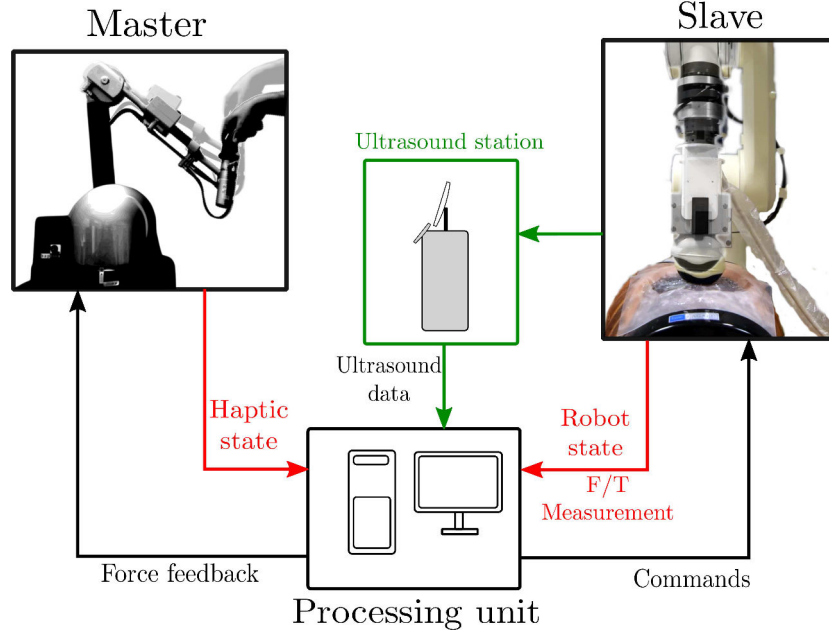 Master
Slave
Ultrasound station
Ultrasound
data
Haptic
state
Robot
state
F/T
Measurement
Force feedback
Commands
Processing unit